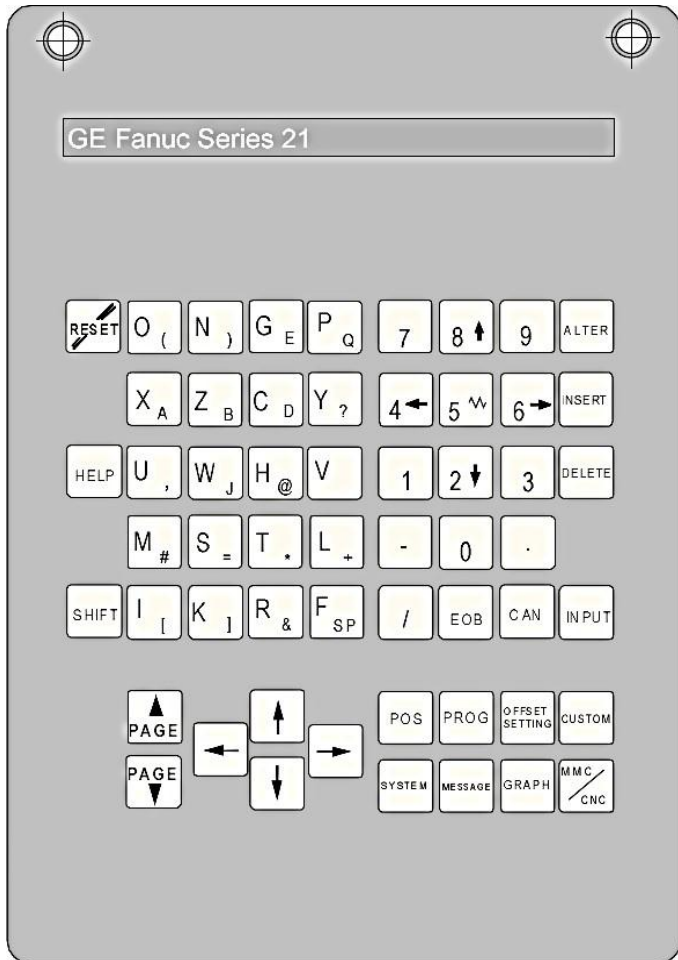 GE Fanuc Series 21
RESET O ( N ) G E P Q 7 8 9 ALTER
X A Z B C D Y ? 4 5 6 INSERT
HELP U , W J H @ V 1 2 3 DELETE
M # S = T * L + - 0 .
SHIFT I [ K ] R & F SP / EOB CAN INPUT
PAGE POS PROG OFFSET SETTING CUSTOM
PAGE SYSTEM MESSAGE GRAPH MMC / CNC